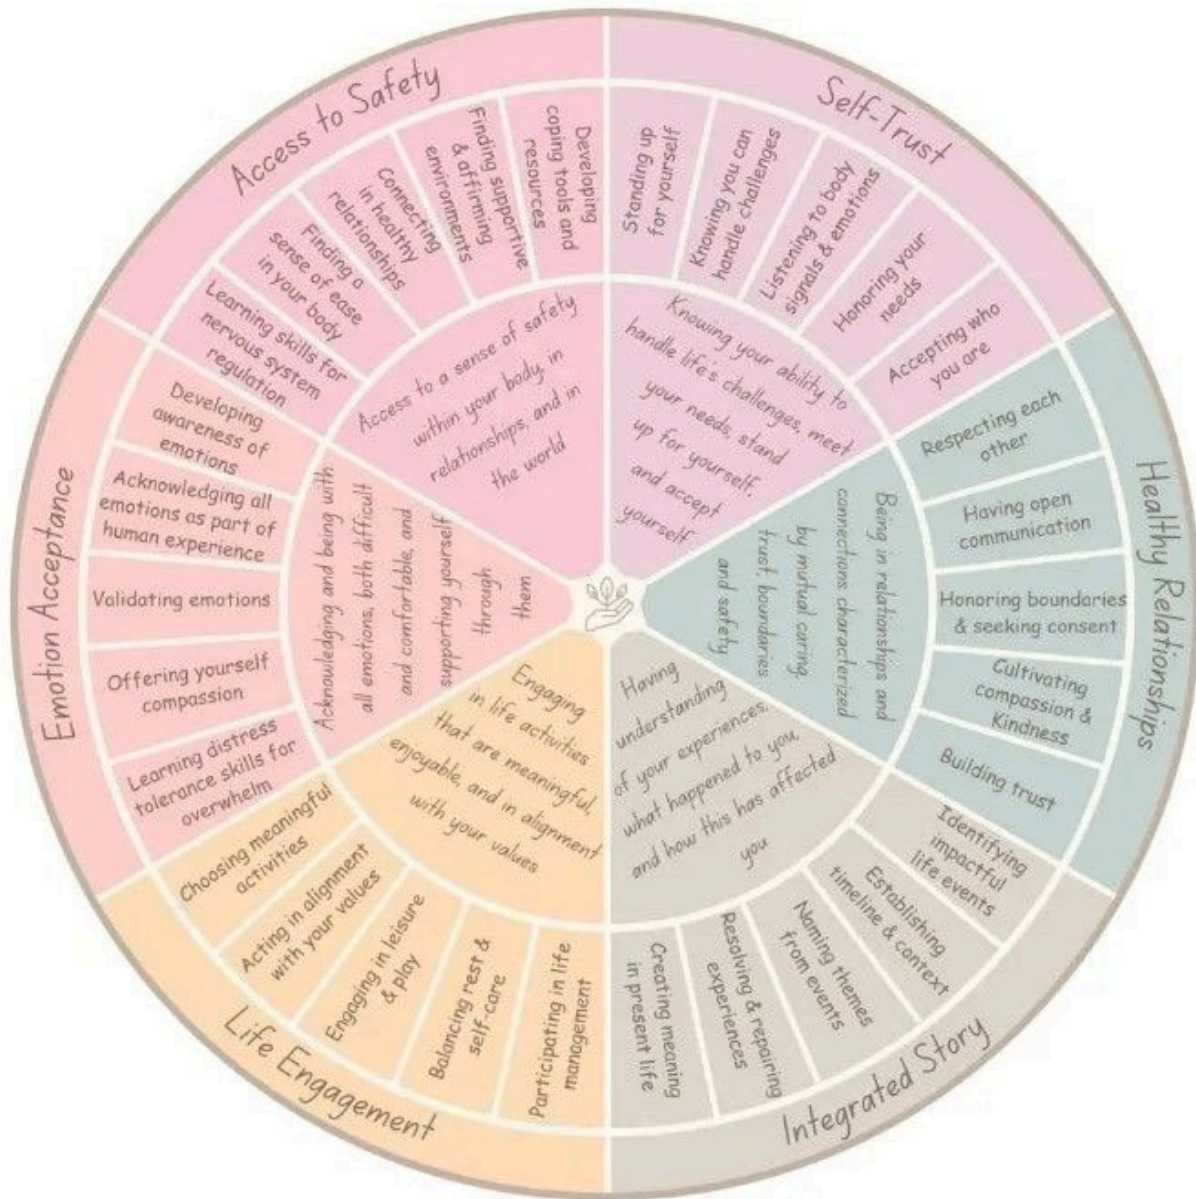 Access to Safety
Developing
coping tools and
resources
Finding supportive
& affirming
environments
Connecting
in healthy
relationships
Finding a
sense of ease
in your body
Learning skills for
nervous system
regulation
Access to a sense of safety
within your body, in
relationships, and in
the world
Self-Trust
Standing up
for yourself
Knowing you can
handle challenges
Listening to body
signals & emotions
Honoring your
needs
Accepting who
you are
Knowing your ability to
handle life's challenges, meet
your needs, stand
up for yourself,
and accept
yourself
Healthy Relationships
Respecting each
other
Having open
communication
Honoring boundaries
& seeking consent
Cultivating
compassion &
Kindness
Building trust
Being in relationships and
connections characterized
by mutual caring
trust, boundaries
and safety
Integrated Story
Identifying
impactful
life events
Establishing
timeline & context
Naming themes
from events
Resolving & repairing
experiences
Creating meaning
in present life
Having
understanding
of your experiences,
what happened to you,
and how this has affected
you
Life Engagement
Participating in life
management
Balancing rest &
self-care
Engaging in leisure
& play
Acting in alignment
with your values
Choosing meaningful
activities
Engaging
in life activities
that are meaningful,
enjoyable, and in alignment
with your values
Emotion Acceptance
Developing
awareness of
emotions
Acknowledging all
emotions as part of
human experience
Validating emotions
Offering yourself
compassion
Learning distress
tolerance skills for
overwhelm
Acknowledging and being with
all emotions, both difficult
and comfortable, and
supporting yourself
through
them